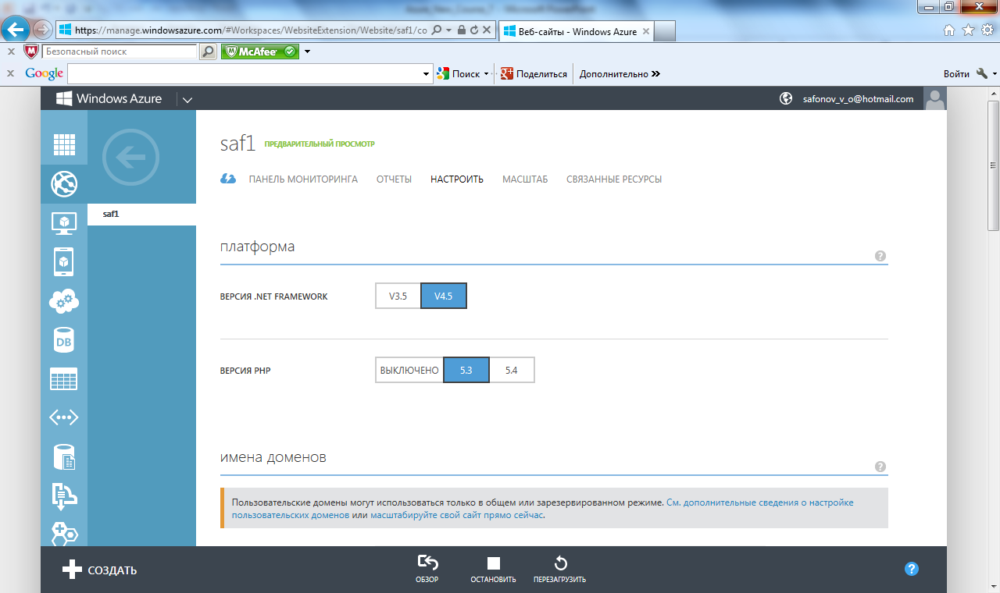 Azure_New_Course_7 - Microsoft PowerPoint
https://manage.windowsazure.com/#Workspaces/WebsiteExtension/Website/saf1/co
Веб-сайты - Windows Azure
Безопасный поиск
McAfee
Google
Поиск
Поделиться
Дополнительно
Войти
Windows Azure
safonov_v_o@hotmail.com
saf1 ПРЕДВАРИТЕЛЬНЫЙ ПРОСМОТР
ПАНЕЛЬ МОНИТОРИНГА ОТЧЕТЫ НАСТРОИТЬ МАСШТАБ СВЯЗАННЫЕ РЕСУРСЫ
saf1
платформа
?
ВЕРСИЯ .NET FRAMEWORK V3.5 V4.5
DB
ВЕРСИЯ PHP ВЫКЛЮЧЕНО 5.3 5.4
имена доменов
?
Пользовательские домены могут использоваться только в общем или зарезервированном режиме. См. дополнительные сведения о настройке
пользовательских доменов или масштабируйте свой сайт прямо сейчас.
СОЗДАТЬ
ОБЗОР
ОСТАНОВИТЬ
ПЕРЕЗАГРУЗИТЬ
?